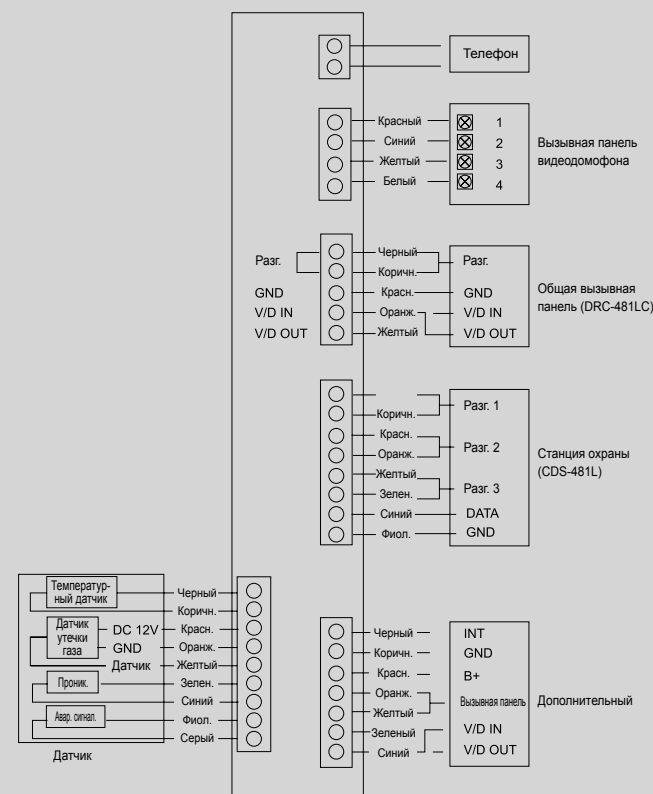 Телефон
Красный 1
Синий 2
Желтый 3
Белый 4
Вызывная панель
видеодомофона
Разг. Черный Разг.
Коричн.
GND Красн. GND
V/D IN Оранж. V/D IN
V/D OUT Желтый V/D OUT
Общая вызывная
панель (DRC-481LC)
Коричн. Разг. 1
Красн.
Оранж. Разг. 2
Желтый
Зелен. Разг. 3
Синий DATA
Фиол. GND
Станция охраны
(CDS-481L)
Температур-
ный датчик
Черный
Коричн.
Датчик
утечки
газа
DC 12V Красн.
GND Оранж.
Датчик Желтый
Проник. Зелен.
Синий
Авар. сигнал. Фиол.
Серый
Датчик
Черный INT
Коричн. GND
Красн. B+
Оранж.
Желтый Вызывная панель
Зеленый V/D IN
Синий V/D OUT
Дополнительный